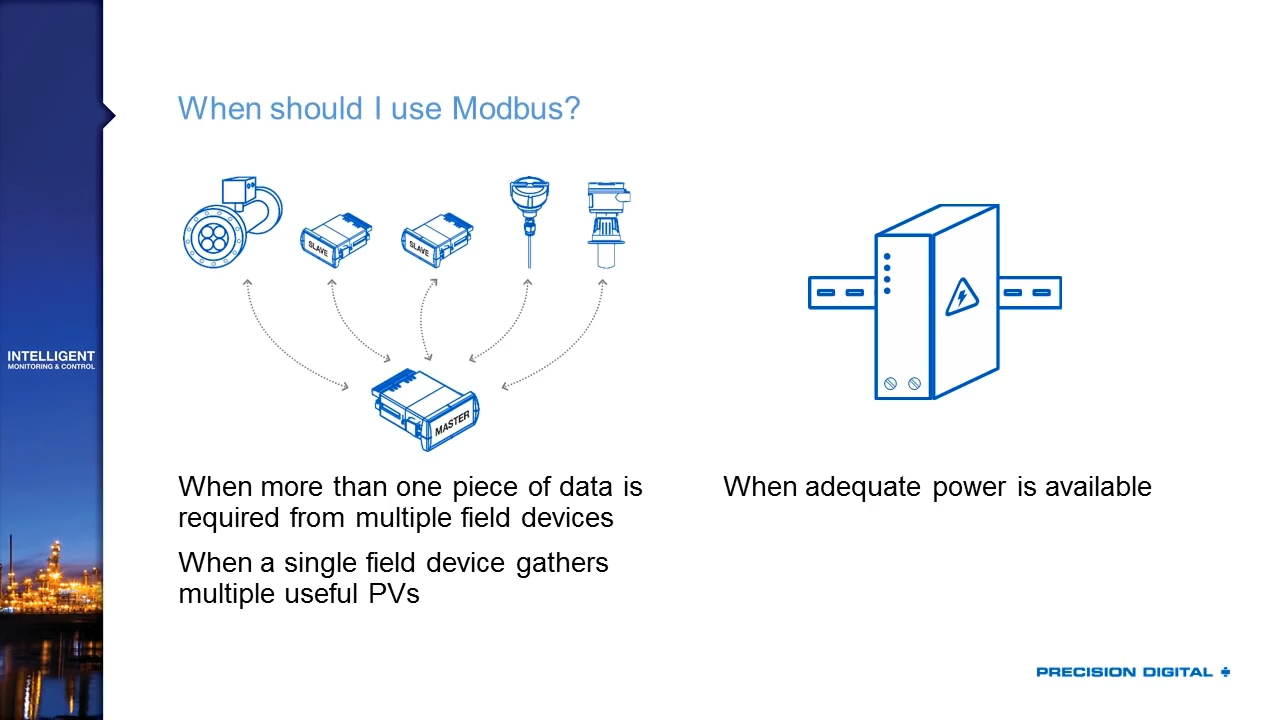 When should I use Modbus?
SLAVE
SLAVE
MASTER
INTELLIGENT
MONITORING & CONTROL
When more than one piece of data is
required from multiple field devices
When a single field device gathers
multiple useful PVs
When adequate power is available
PRECISION DIGITAL